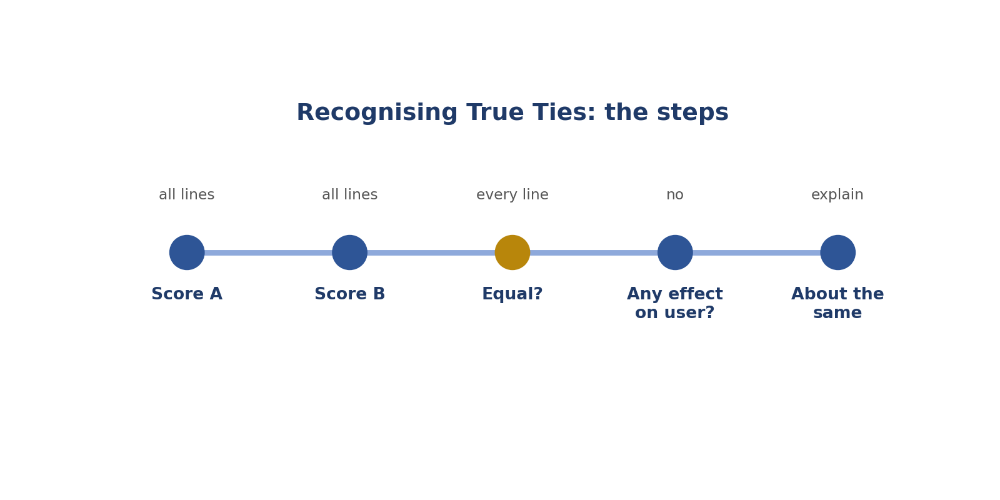 Recognising True Ties: the steps
all lines
all lines
every line
no
explain
Score A
Score B
Equal?
Any effect
on user?
About the
same